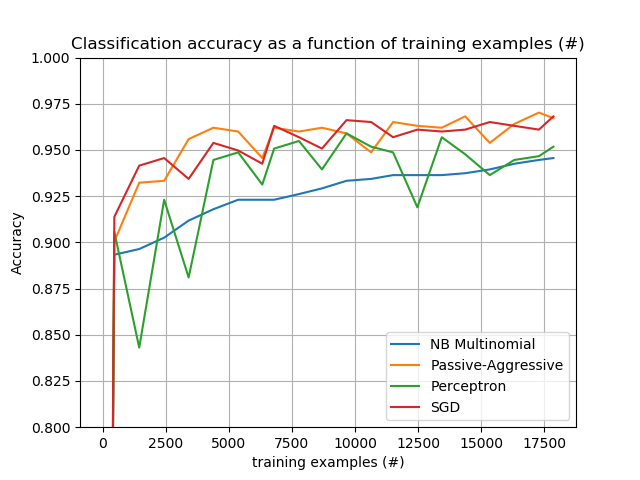 Classification accuracy as a function of training examples (#)
1.000
0.975
0.950
0.925
0.900
0.875
0.850
0.825
0.800
Accuracy
NB Multinomial
Passive-Aggressive
Perceptron
SGD
0 2500 5000 7500 10000 12500 15000 17500
training examples (#)